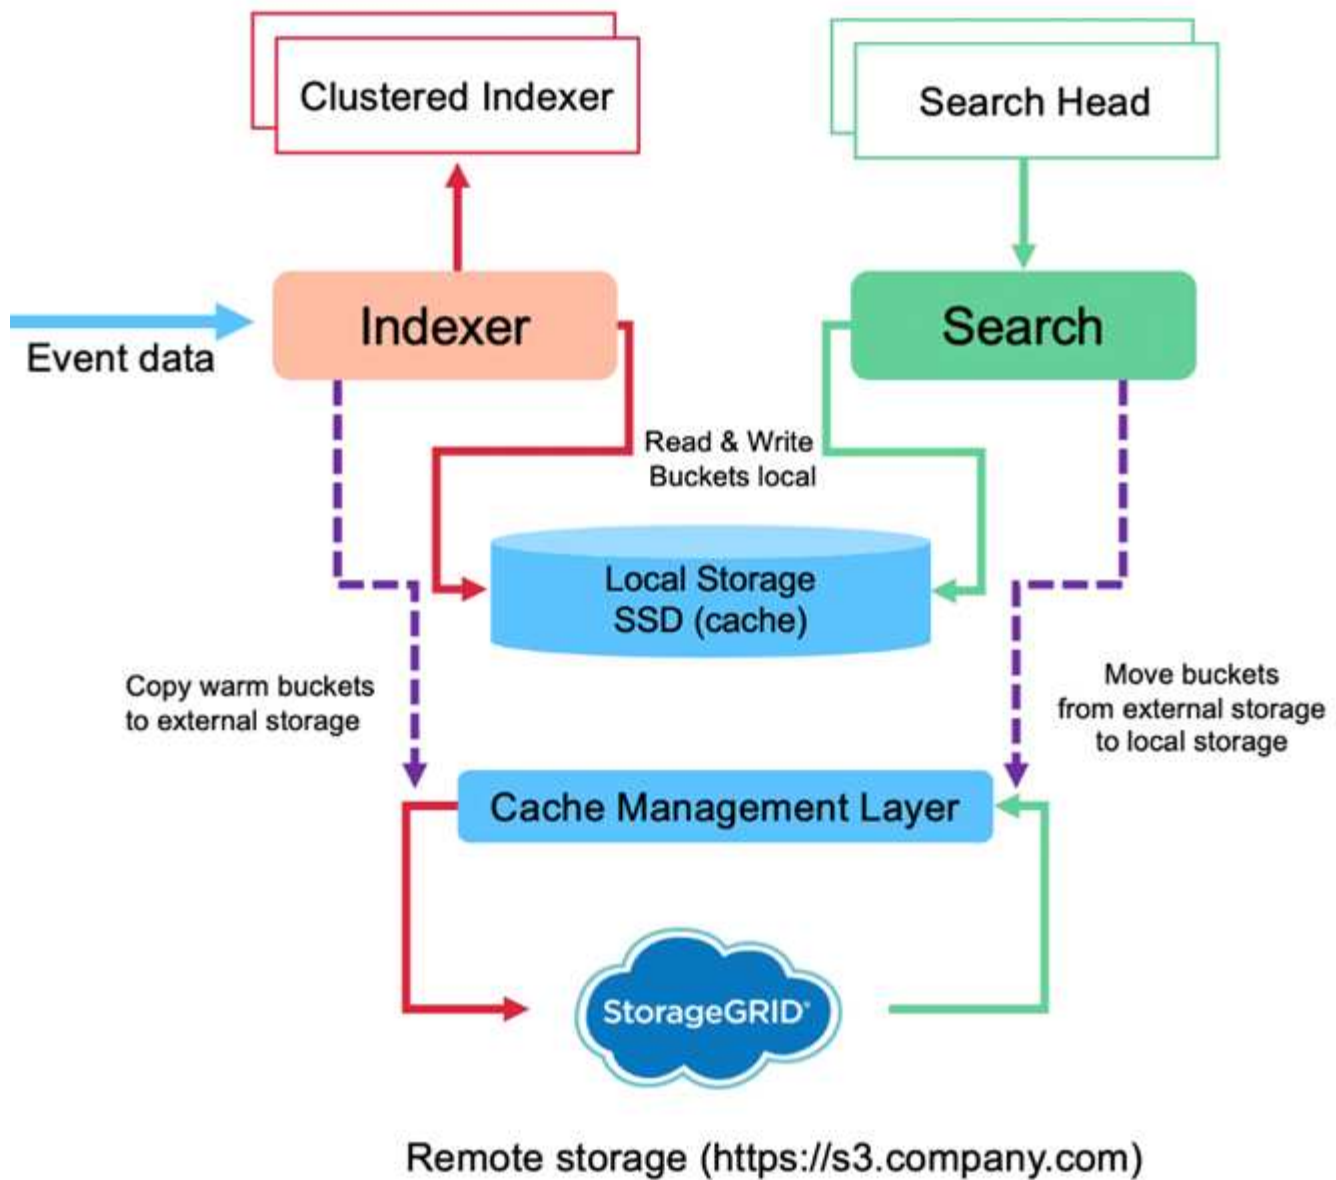 Clustered Indexer
Search Head
Indexer
Search
Event data
Read & Write
Buckets local
Local Storage
SSD (cache)
Copy warm buckets
to external storage
Move buckets
from external storage
to local storage
Cache Management Layer
StorageGRID®
Remote storage (https://s3.company.com)